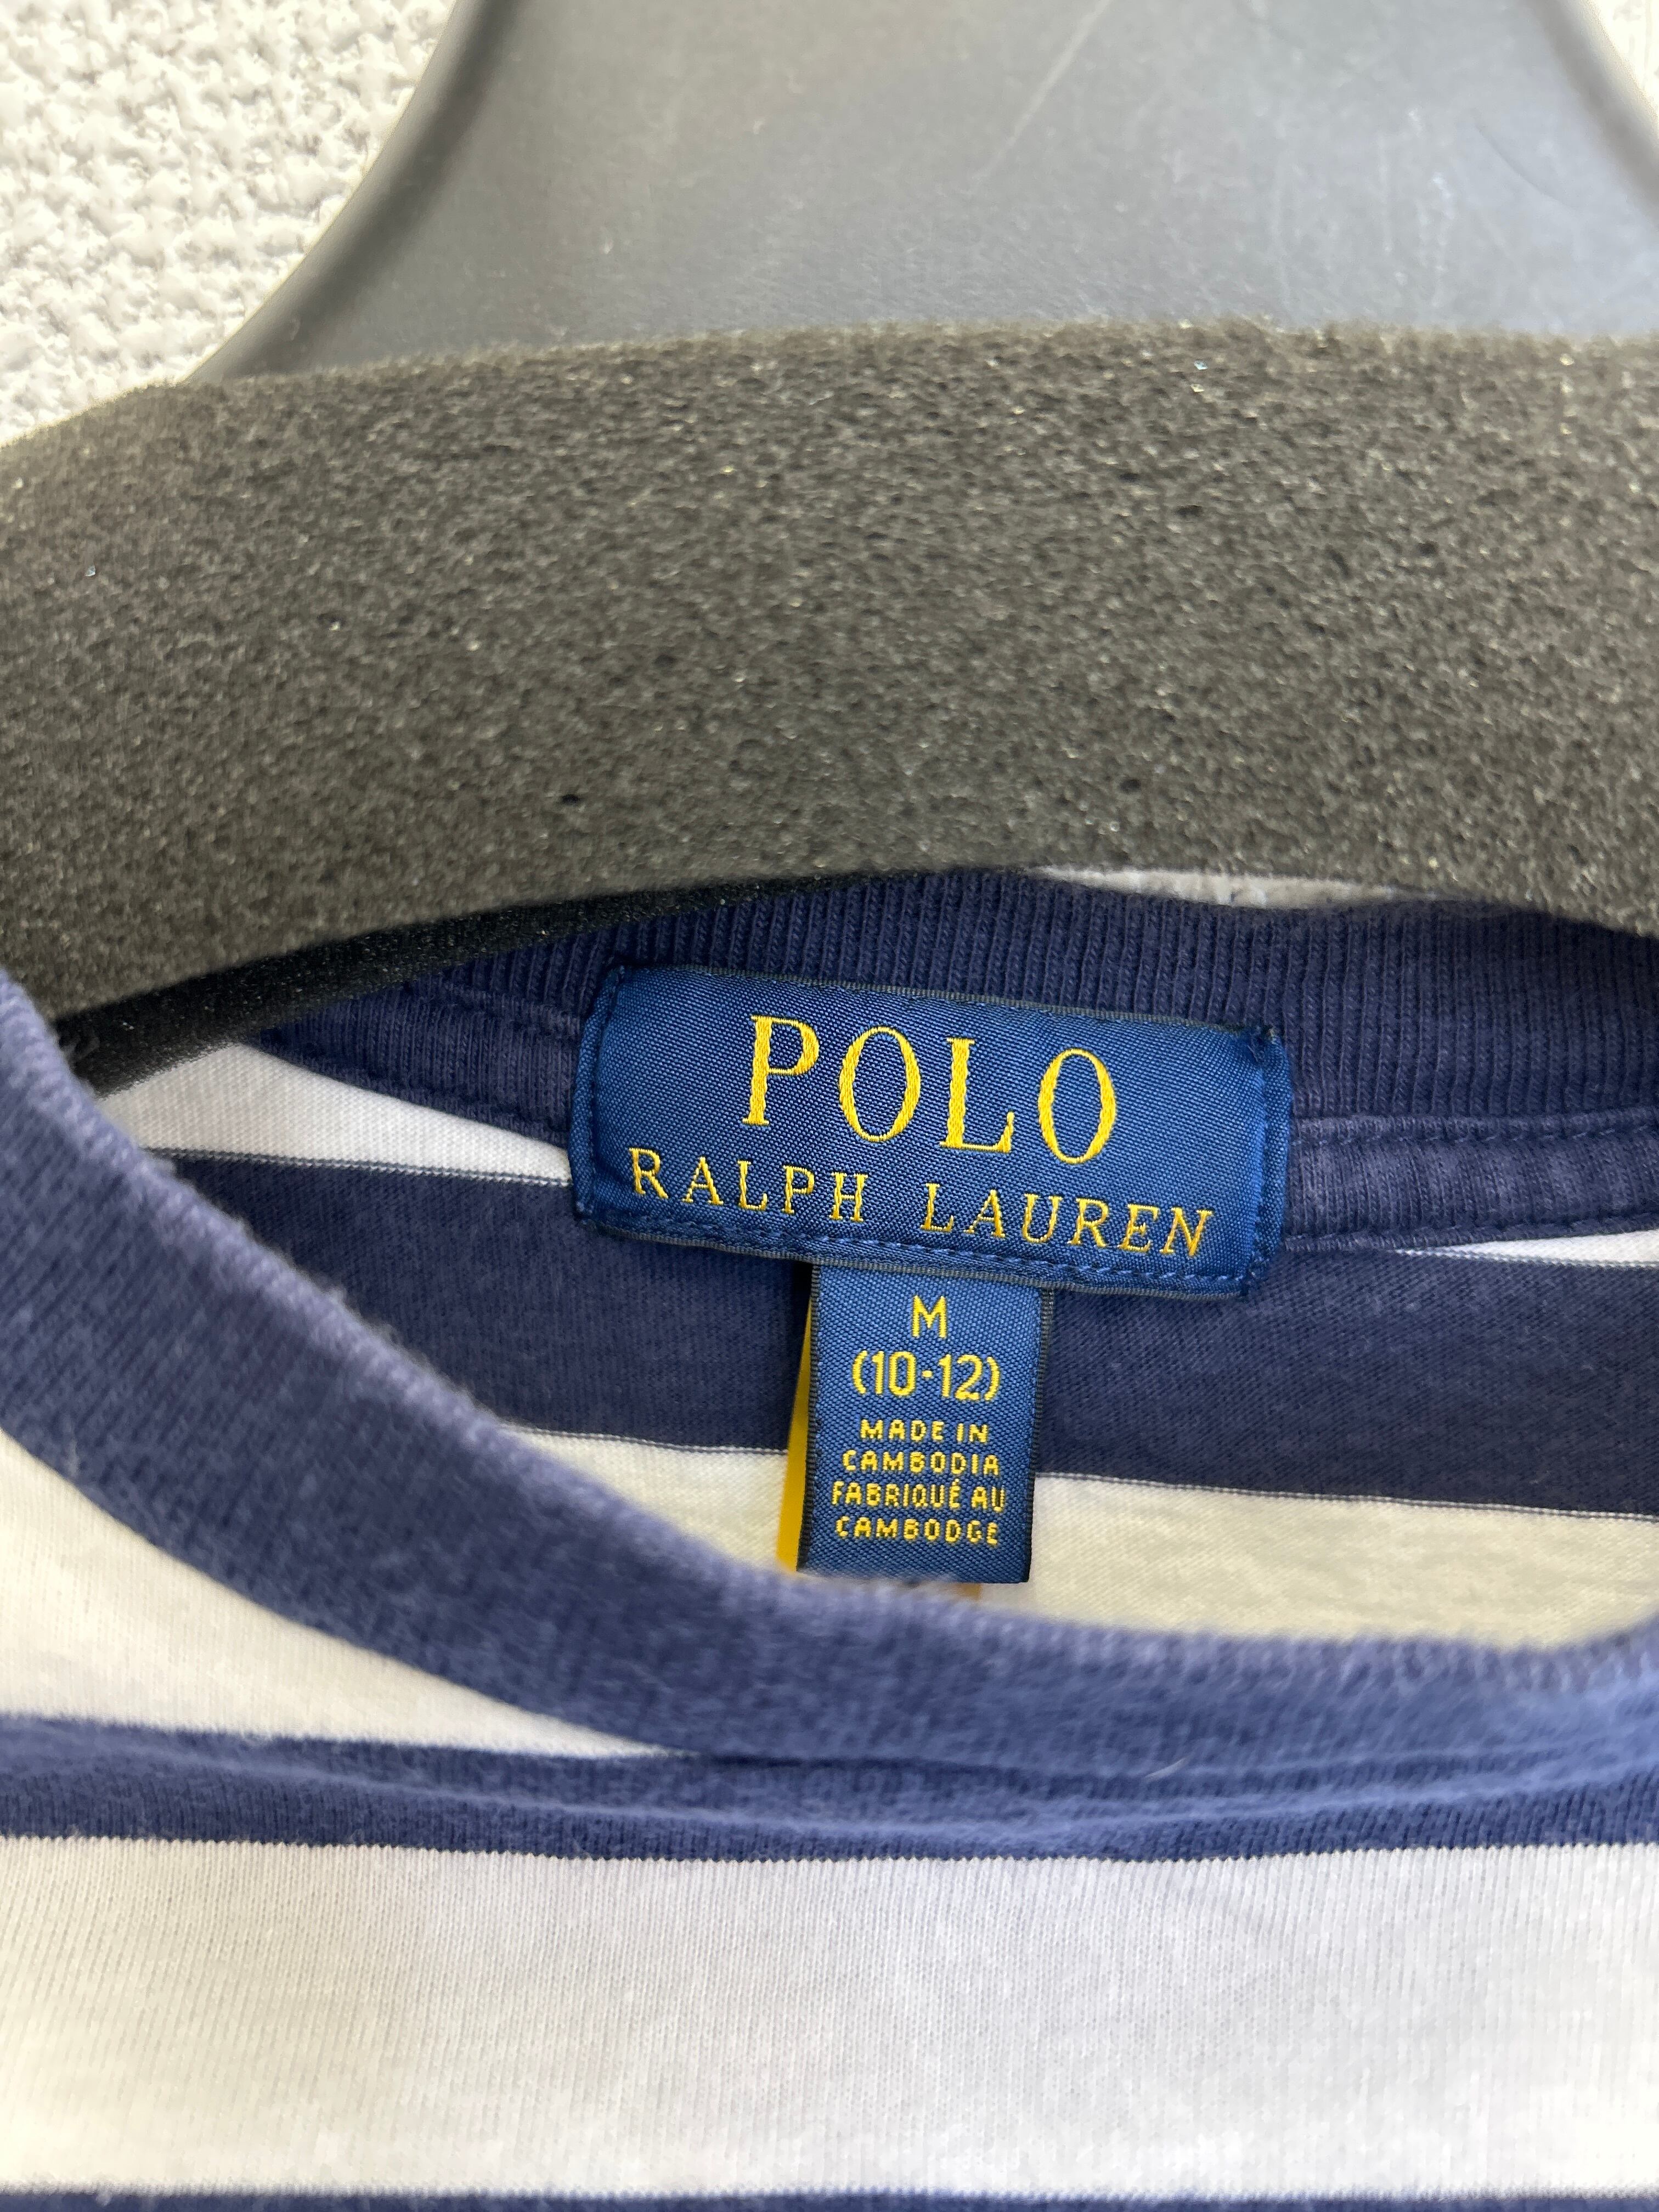 POLO
RALPH LAUREN
M
(10-12)
MADE IN
CAMBODIA
FABRIQUÉ AU
CAMBODGE